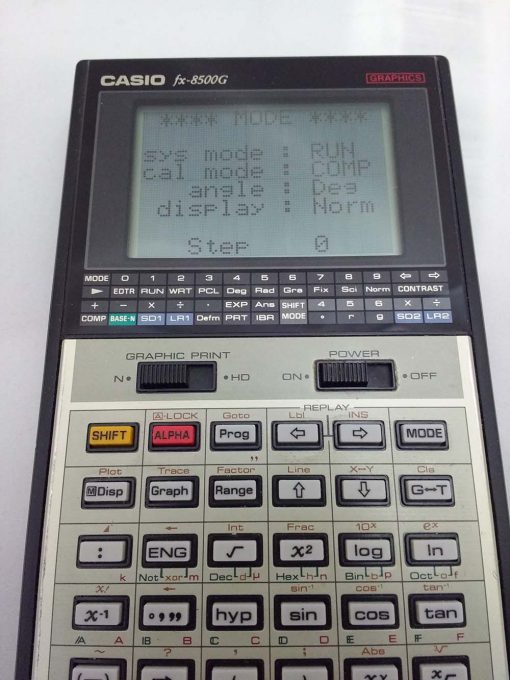 CASIO fx-8500G GRAPHICS
**** MODE ****
sys mode : RUN
cal mode : COMP
angle : Deg
display : Norm
Step 0
MODE 0 1 2 3 4 5 6 7 8 9 ⇦ ⇨
► EDTR RUN WRT PCL Deg Rad Gra Fix Sci Norm CONTRAST
+ − × ÷ · EXP Ans SHIFT 4 5 6 × ÷
COMP BASE-N SD1 LR1 Defm PRT IBR MODE ° r g SD2 LR2
GRAPHIC PRINT POWER
N• •HD ON• •OFF
REPLAY
A-LOCK Goto Lbl INS
SHIFT ALPHA Prog ⇦ ⇨ MODE
"
Plot Trace Factor Line X↔Y Cls
MDisp Graph Range ⇧ ⇩ G↔T
◢ ← Int Frac 10ˣ eˣ
: ENG √ x² log ln
k Not xor m Dec d μ Hex h n Bin b p Oct o f
x! sin⁻¹ cos⁻¹ tan⁻¹
x⁻¹ °,,, hyp sin cos tan
/A A IB B C C D D E E F F
~ ? , ; Abs ³√
(−)